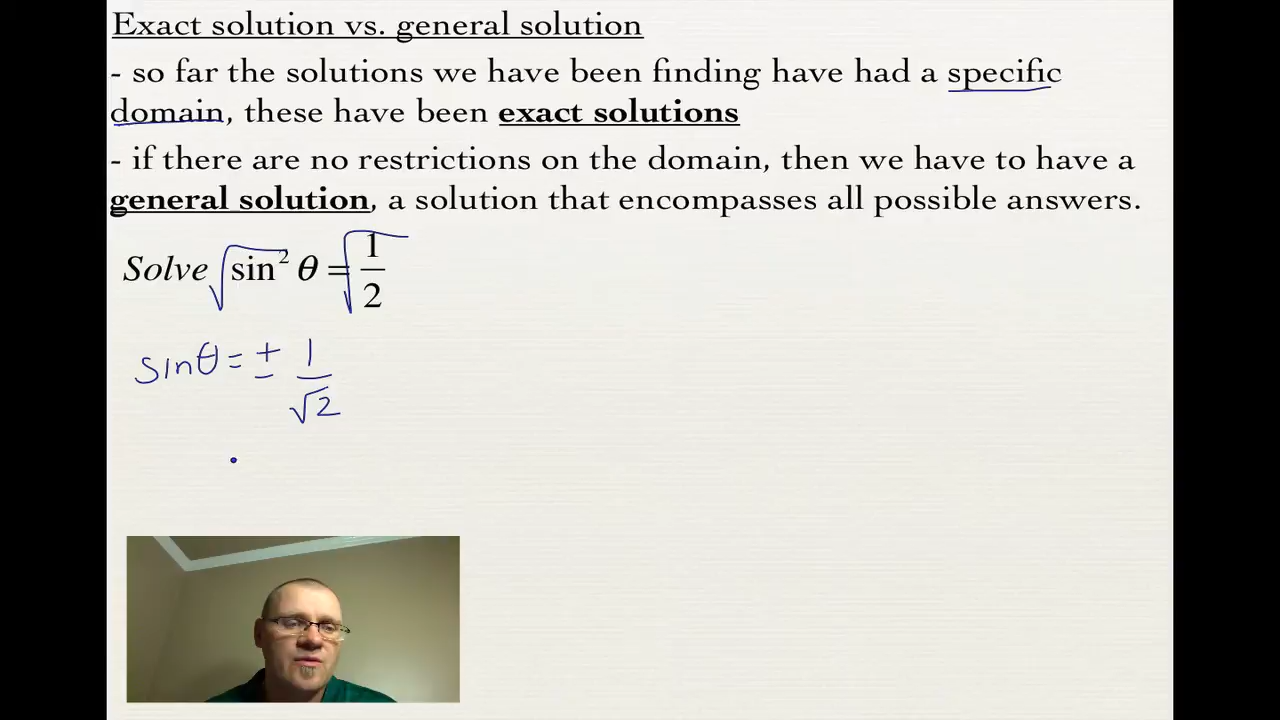 Exact solution vs. general solution
- so far the solutions we have been finding have had a specific
domain, these have been exact solutions
- if there are no restrictions on the domain, then we have to have a
general solution, a solution that encompasses all possible answers.
Solve √sin² θ = √1/2
sinθ = ± 1/√2